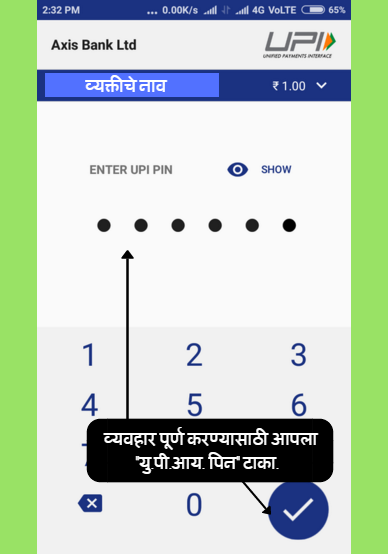 2:32 PM ... 0.00K/s 4G VoLTE 65%
Axis Bank Ltd
UPI
UNIFIED PAYMENTS INTERFACE
व्यक्तीचे नाव ₹ 1.00
ENTER UPI PIN SHOW
1 2 3
4 5 6
व्यवहार पूर्ण करण्यासाठी आपला
"यु.पी.आय. पिन" टाका.
0